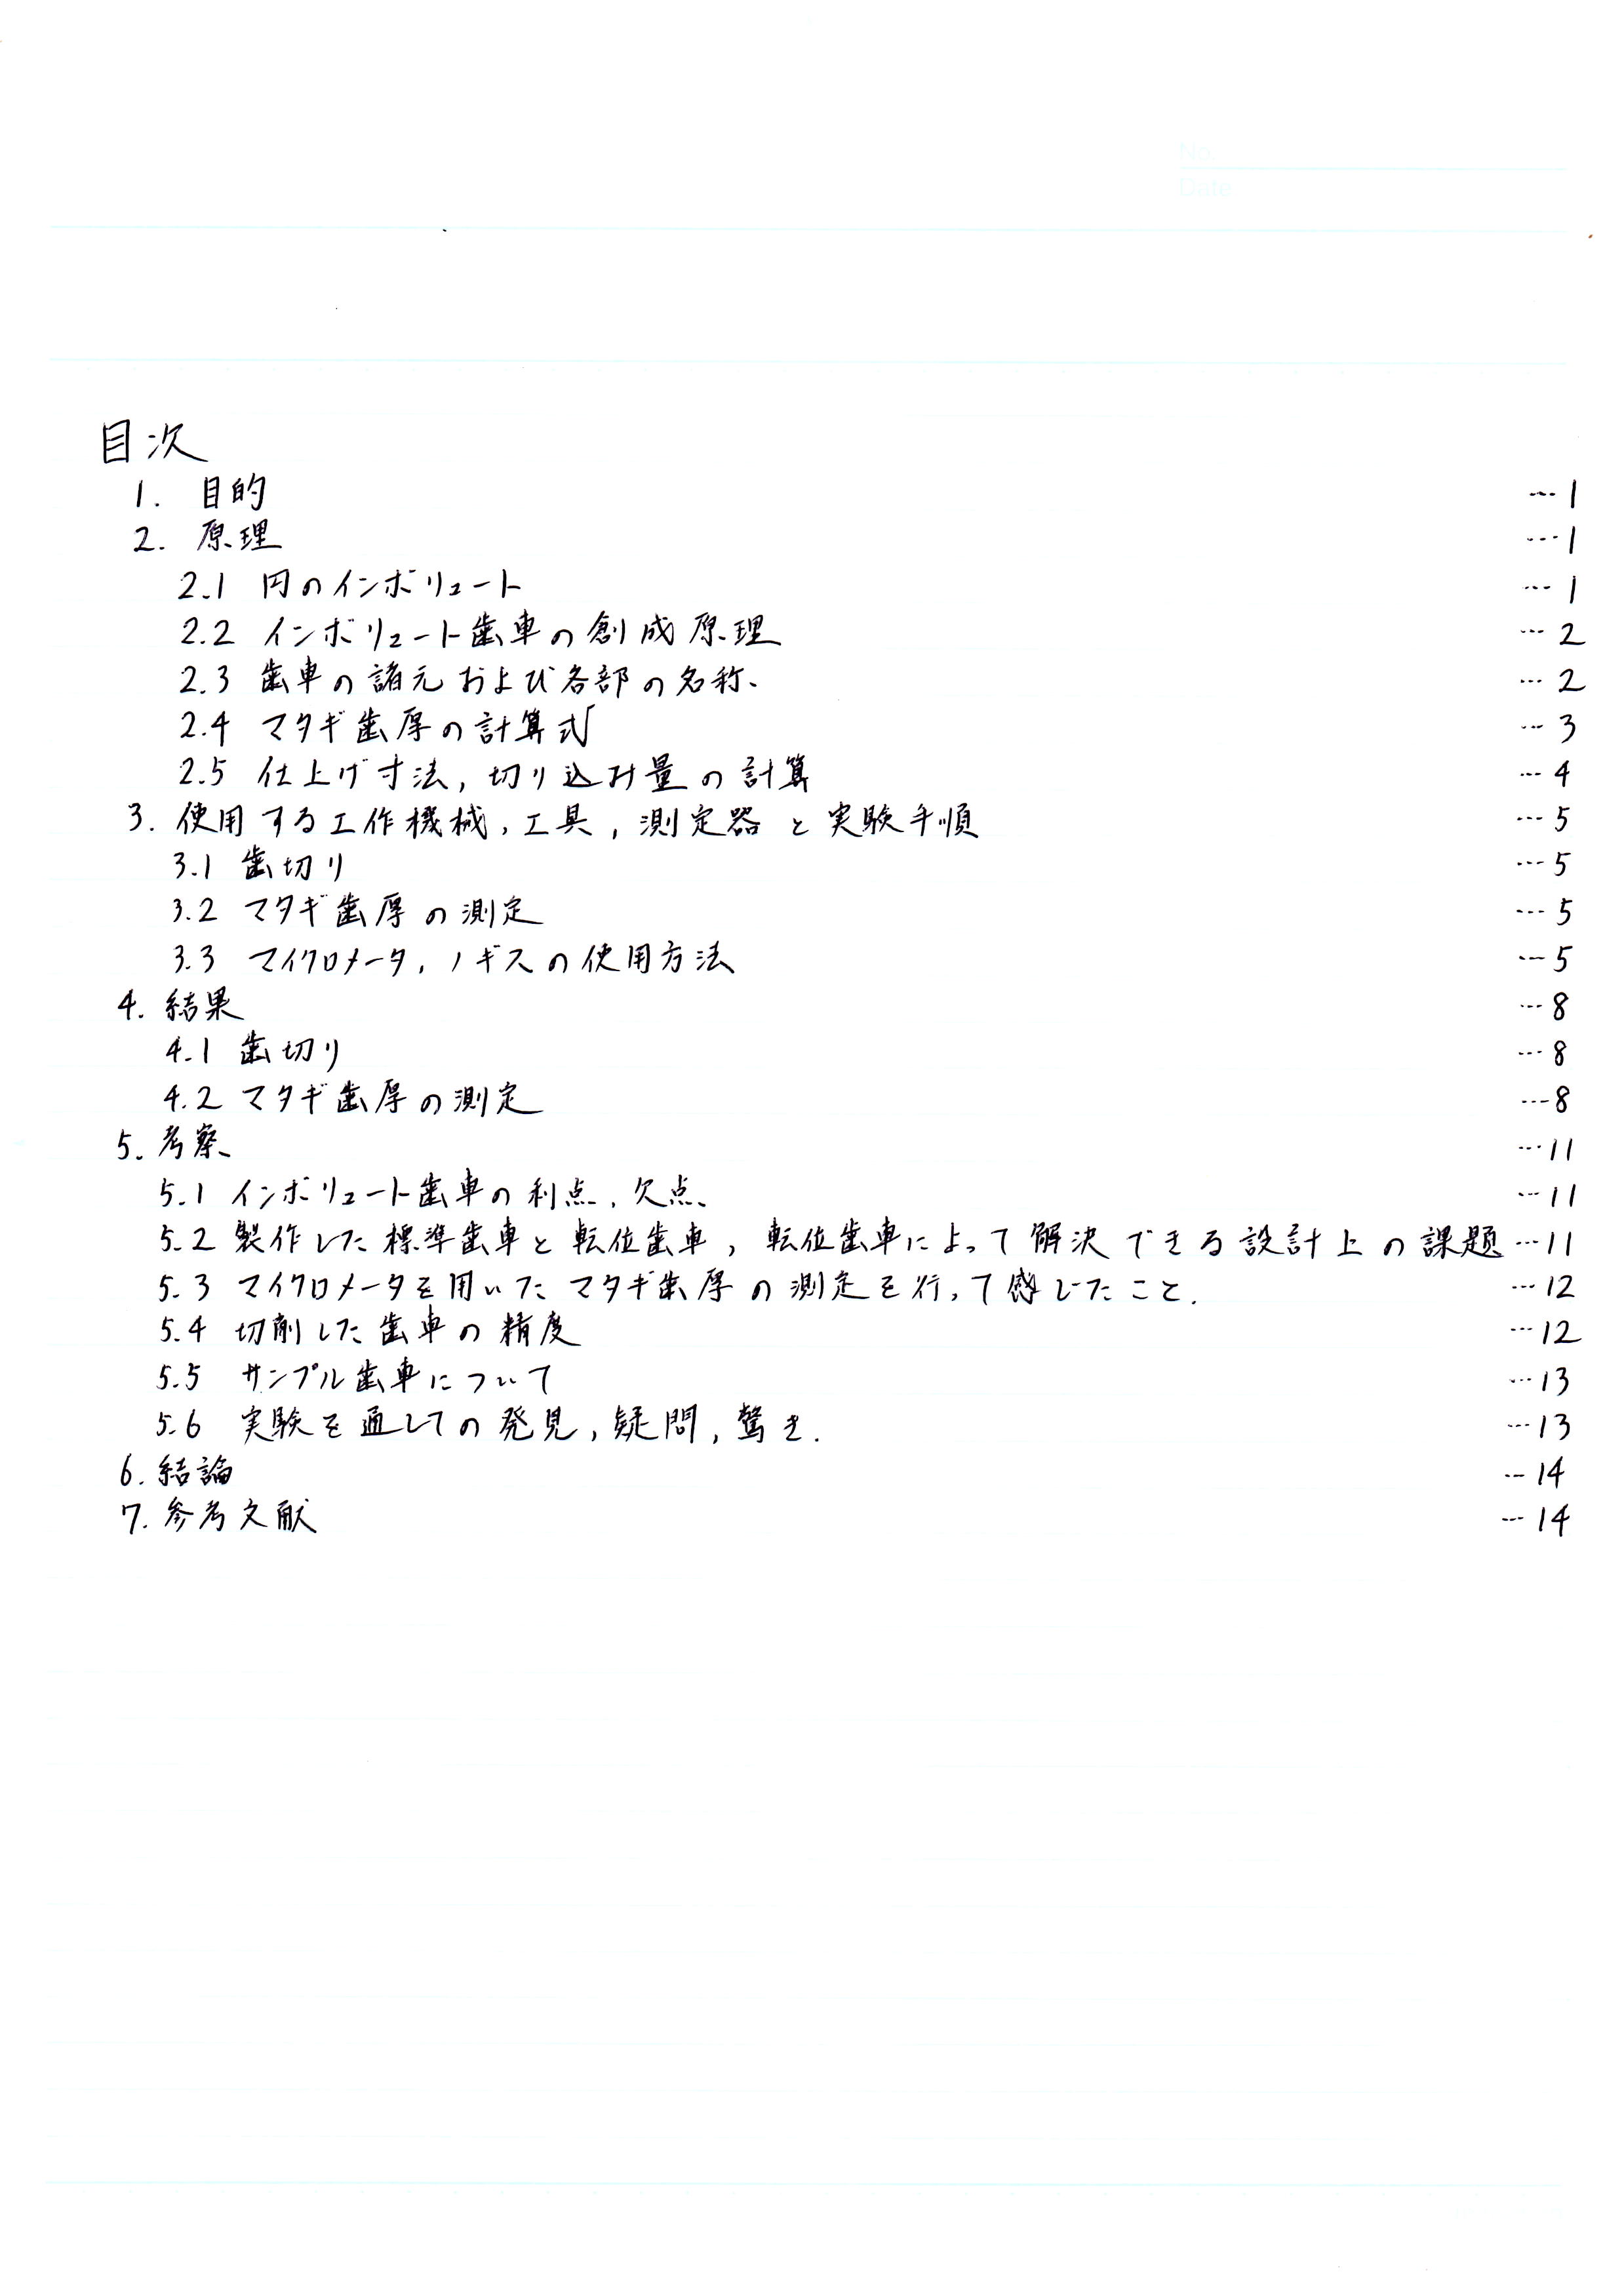 No.
Date
目次
1. 目的 …1
2. 原理 …1
2.1 円のインボリュート …1
2.2 インボリュート歯車の創成原理 …2
2.3 歯車の諸元および各部の名称. …2
2.4 マタギ歯厚の計算式 …3
2.5 仕上げ寸法, 切り込み量の計算 …4
3. 使用する工作機械, 工具, 測定器と実験手順 …5
3.1 歯切り …5
3.2 マタギ歯厚の測定 …5
3.3 マイクロメータ, ノギスの使用方法 …5
4. 結果 …8
4.1 歯切り …8
4.2 マタギ歯厚の測定 …8
5. 考察 …11
5.1 インボリュート歯車の利点, 欠点 …11
5.2 製作した標準歯車と転位歯車, 転位歯車によって解決できる設計上の課題 …11
5.3 マイクロメータを用いたマタギ歯厚の測定を行って感じたこと. …12
5.4 切削した歯車の精度 …12
5.5 サンプル歯車について …13
5.6 実験を通しての発見, 疑問, 驚き. …13
6. 結論 …14
7. 参考文献 …14